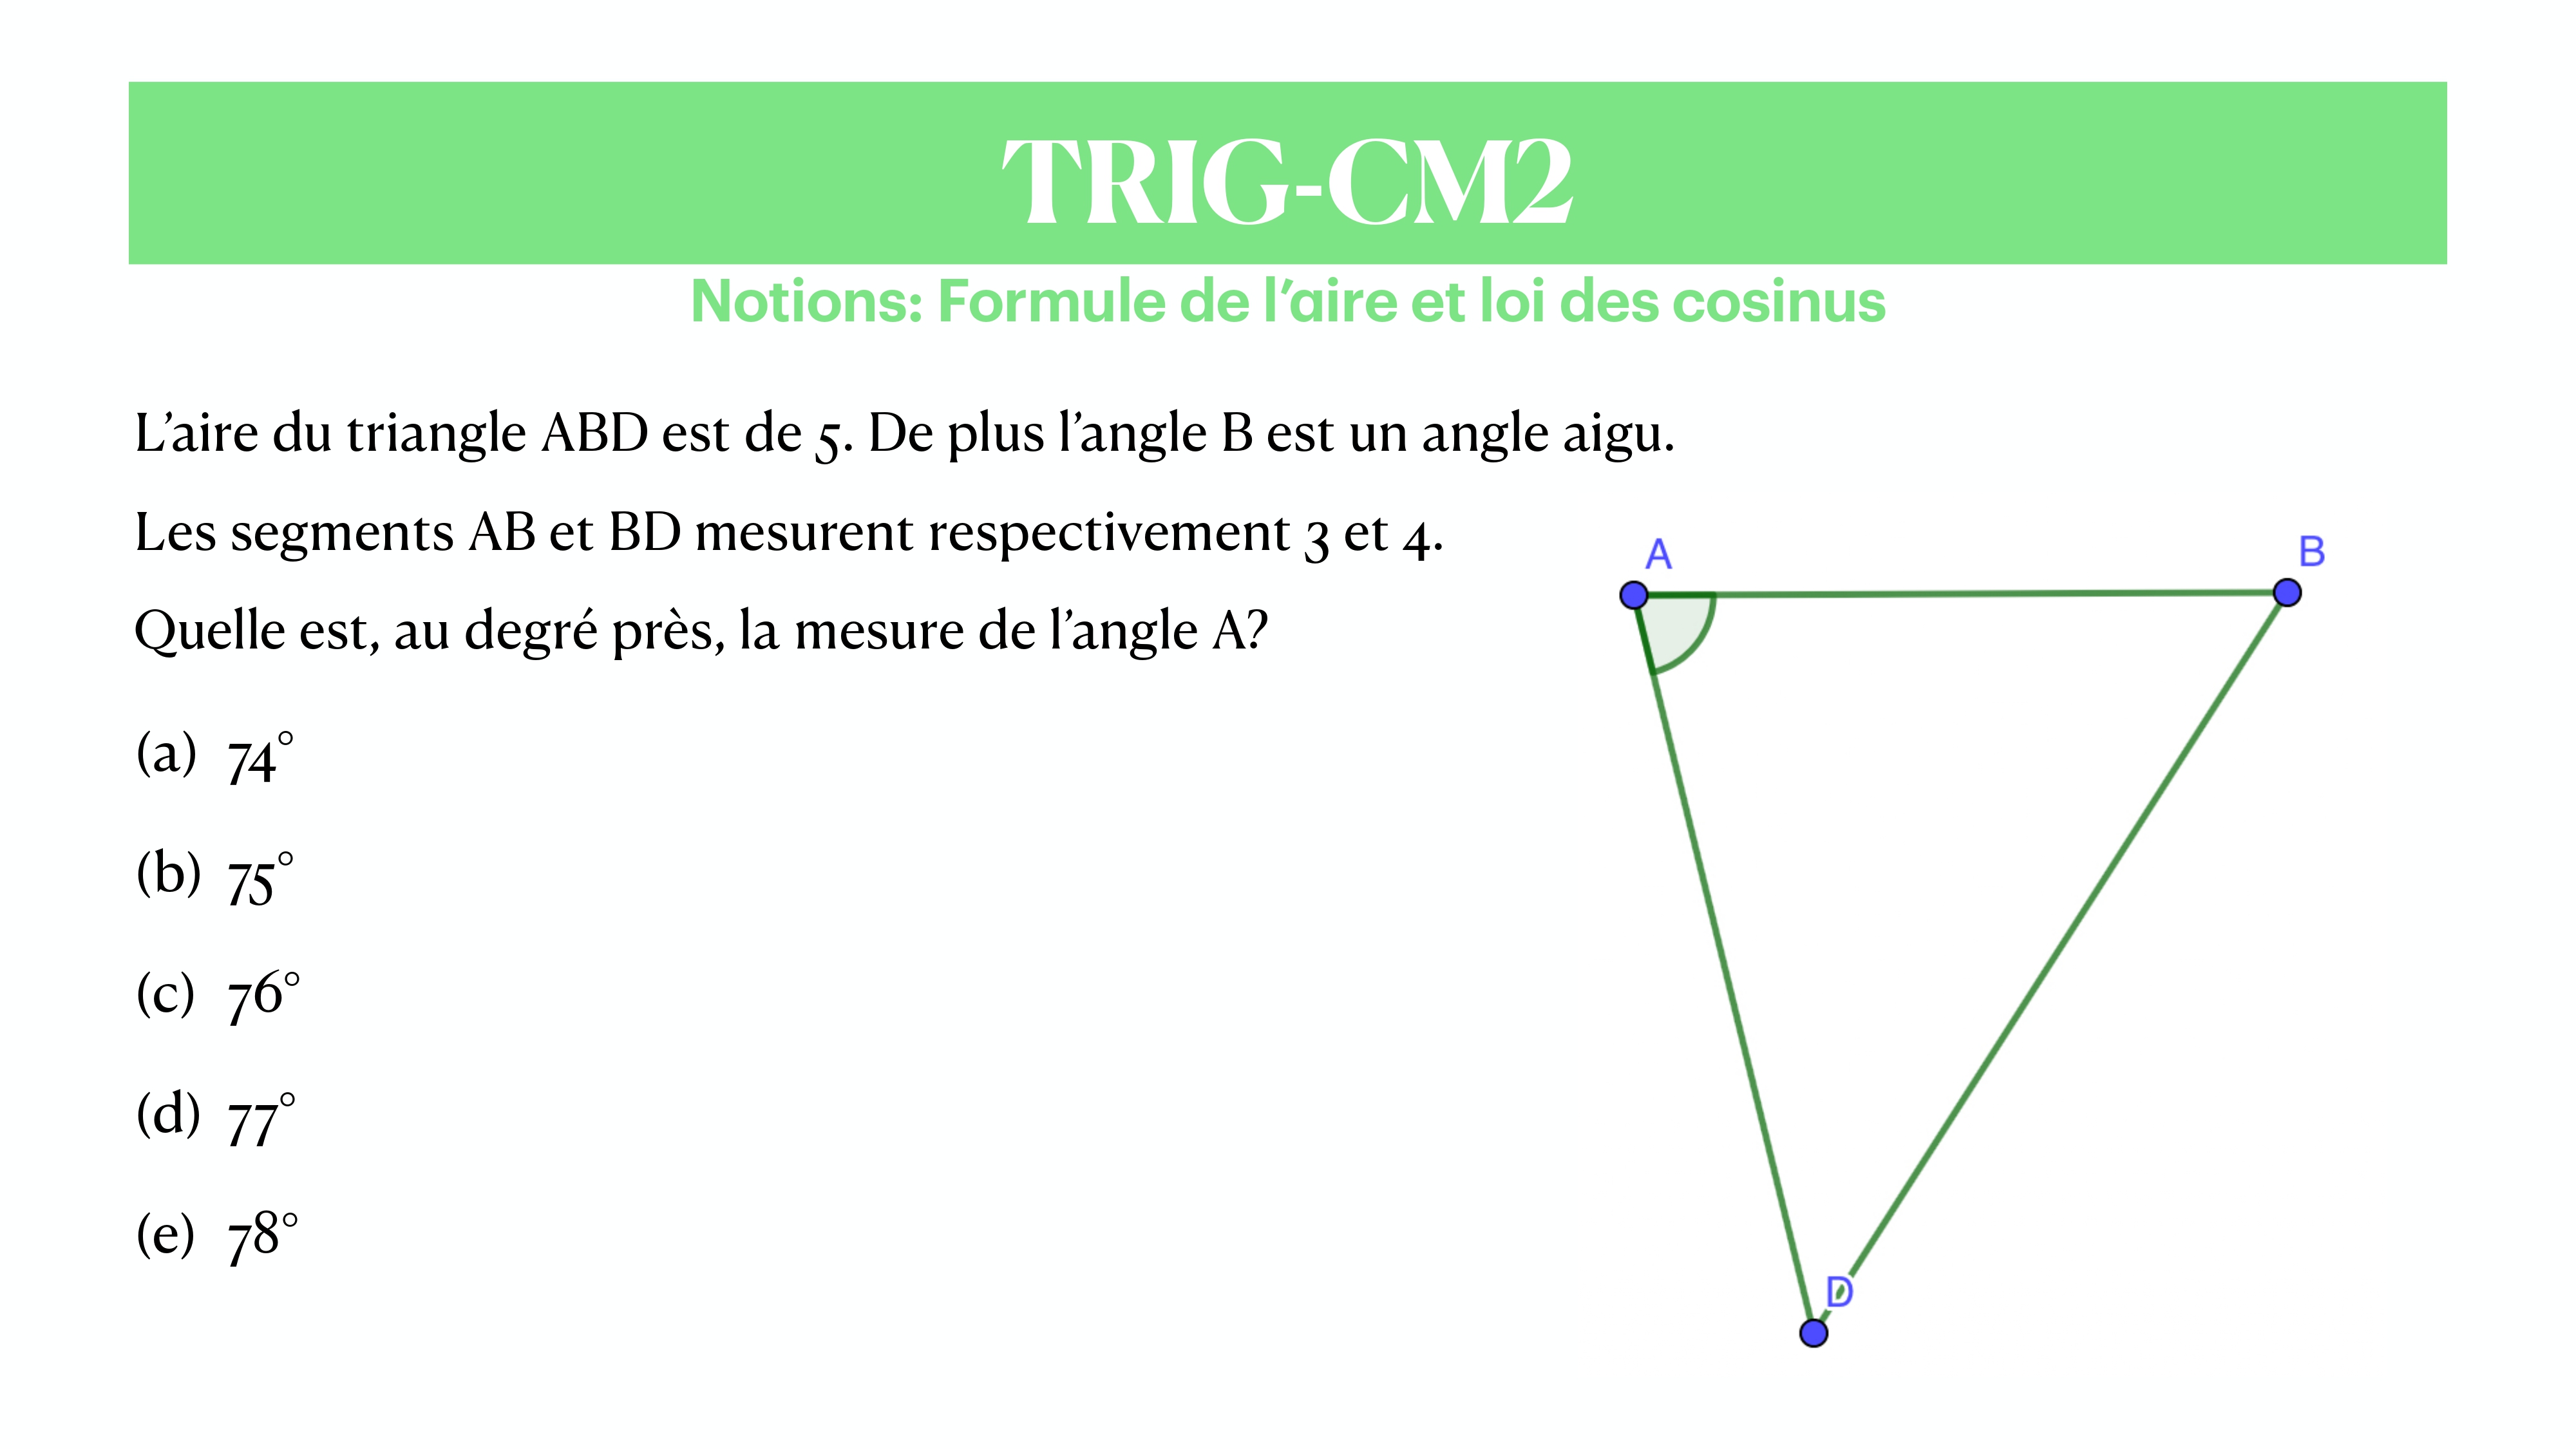 TRIG-CM2
Notions: Formule de l’aire et loi des cosinus
L’aire du triangle ABD est de 5. De plus l’angle B est un angle aigu.
Les segments AB et BD mesurent respectivement 3 et 4.
Quelle est, au degré près, la mesure de l’angle A?
(a) 74°
(b) 75°
(c) 76°
(d) 77°
(e) 78°
A
B
D